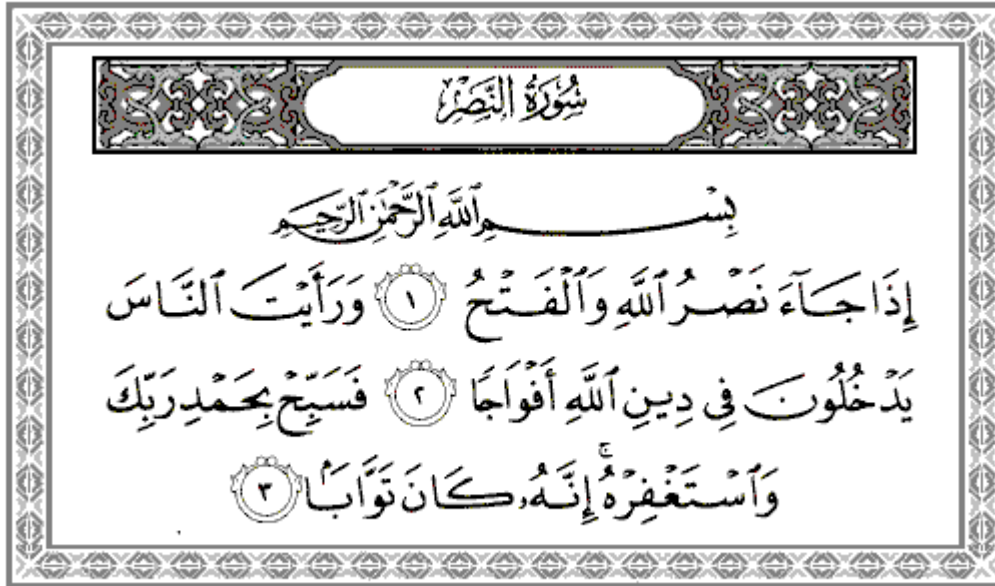 سُورَةُ النَّصْرِ
بِسْمِ ٱللَّهِ ٱلرَّحْمَٰنِ ٱلرَّحِيمِ
إِذَا جَآءَ نَصْرُ ٱللَّهِ وَٱلْفَتْحُ ١ وَرَأَيْتَ ٱلنَّاسَ
يَدْخُلُونَ فِى دِينِ ٱللَّهِ أَفْوَاجًا ٢ فَسَبِّحْ بِحَمْدِ رَبِّكَ
وَٱسْتَغْفِرْهُ ۚ إِنَّهُۥ كَانَ تَوَّابَۢا ٣